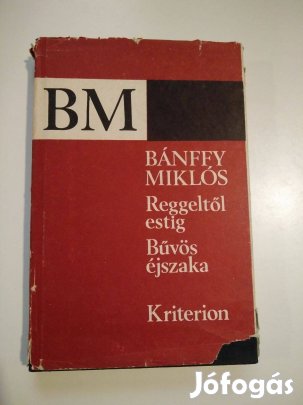 BM
BÁNFFY
MIKLÓS
Reggeltől
estig
Bűvös
éjszaka
Kriterion
Jófogás